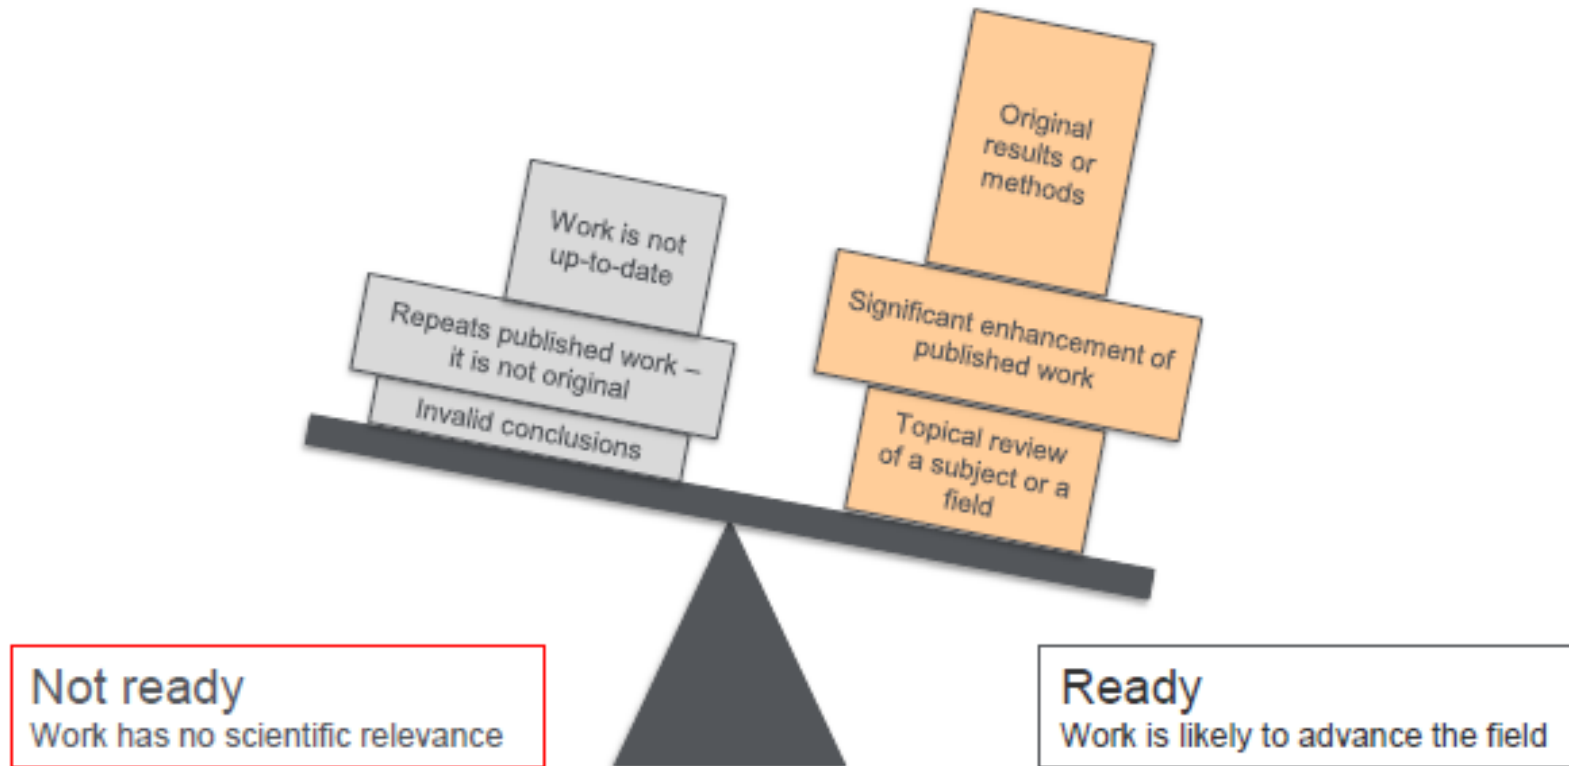 Work is not
up-to-date
Repeats published work –
it is not original
Invalid conclusions
Original
results or
methods
Significant enhancement of
published work
Topical review
of a subject or a
field
Not ready
Work has no scientific relevance
Ready
Work is likely to advance the field